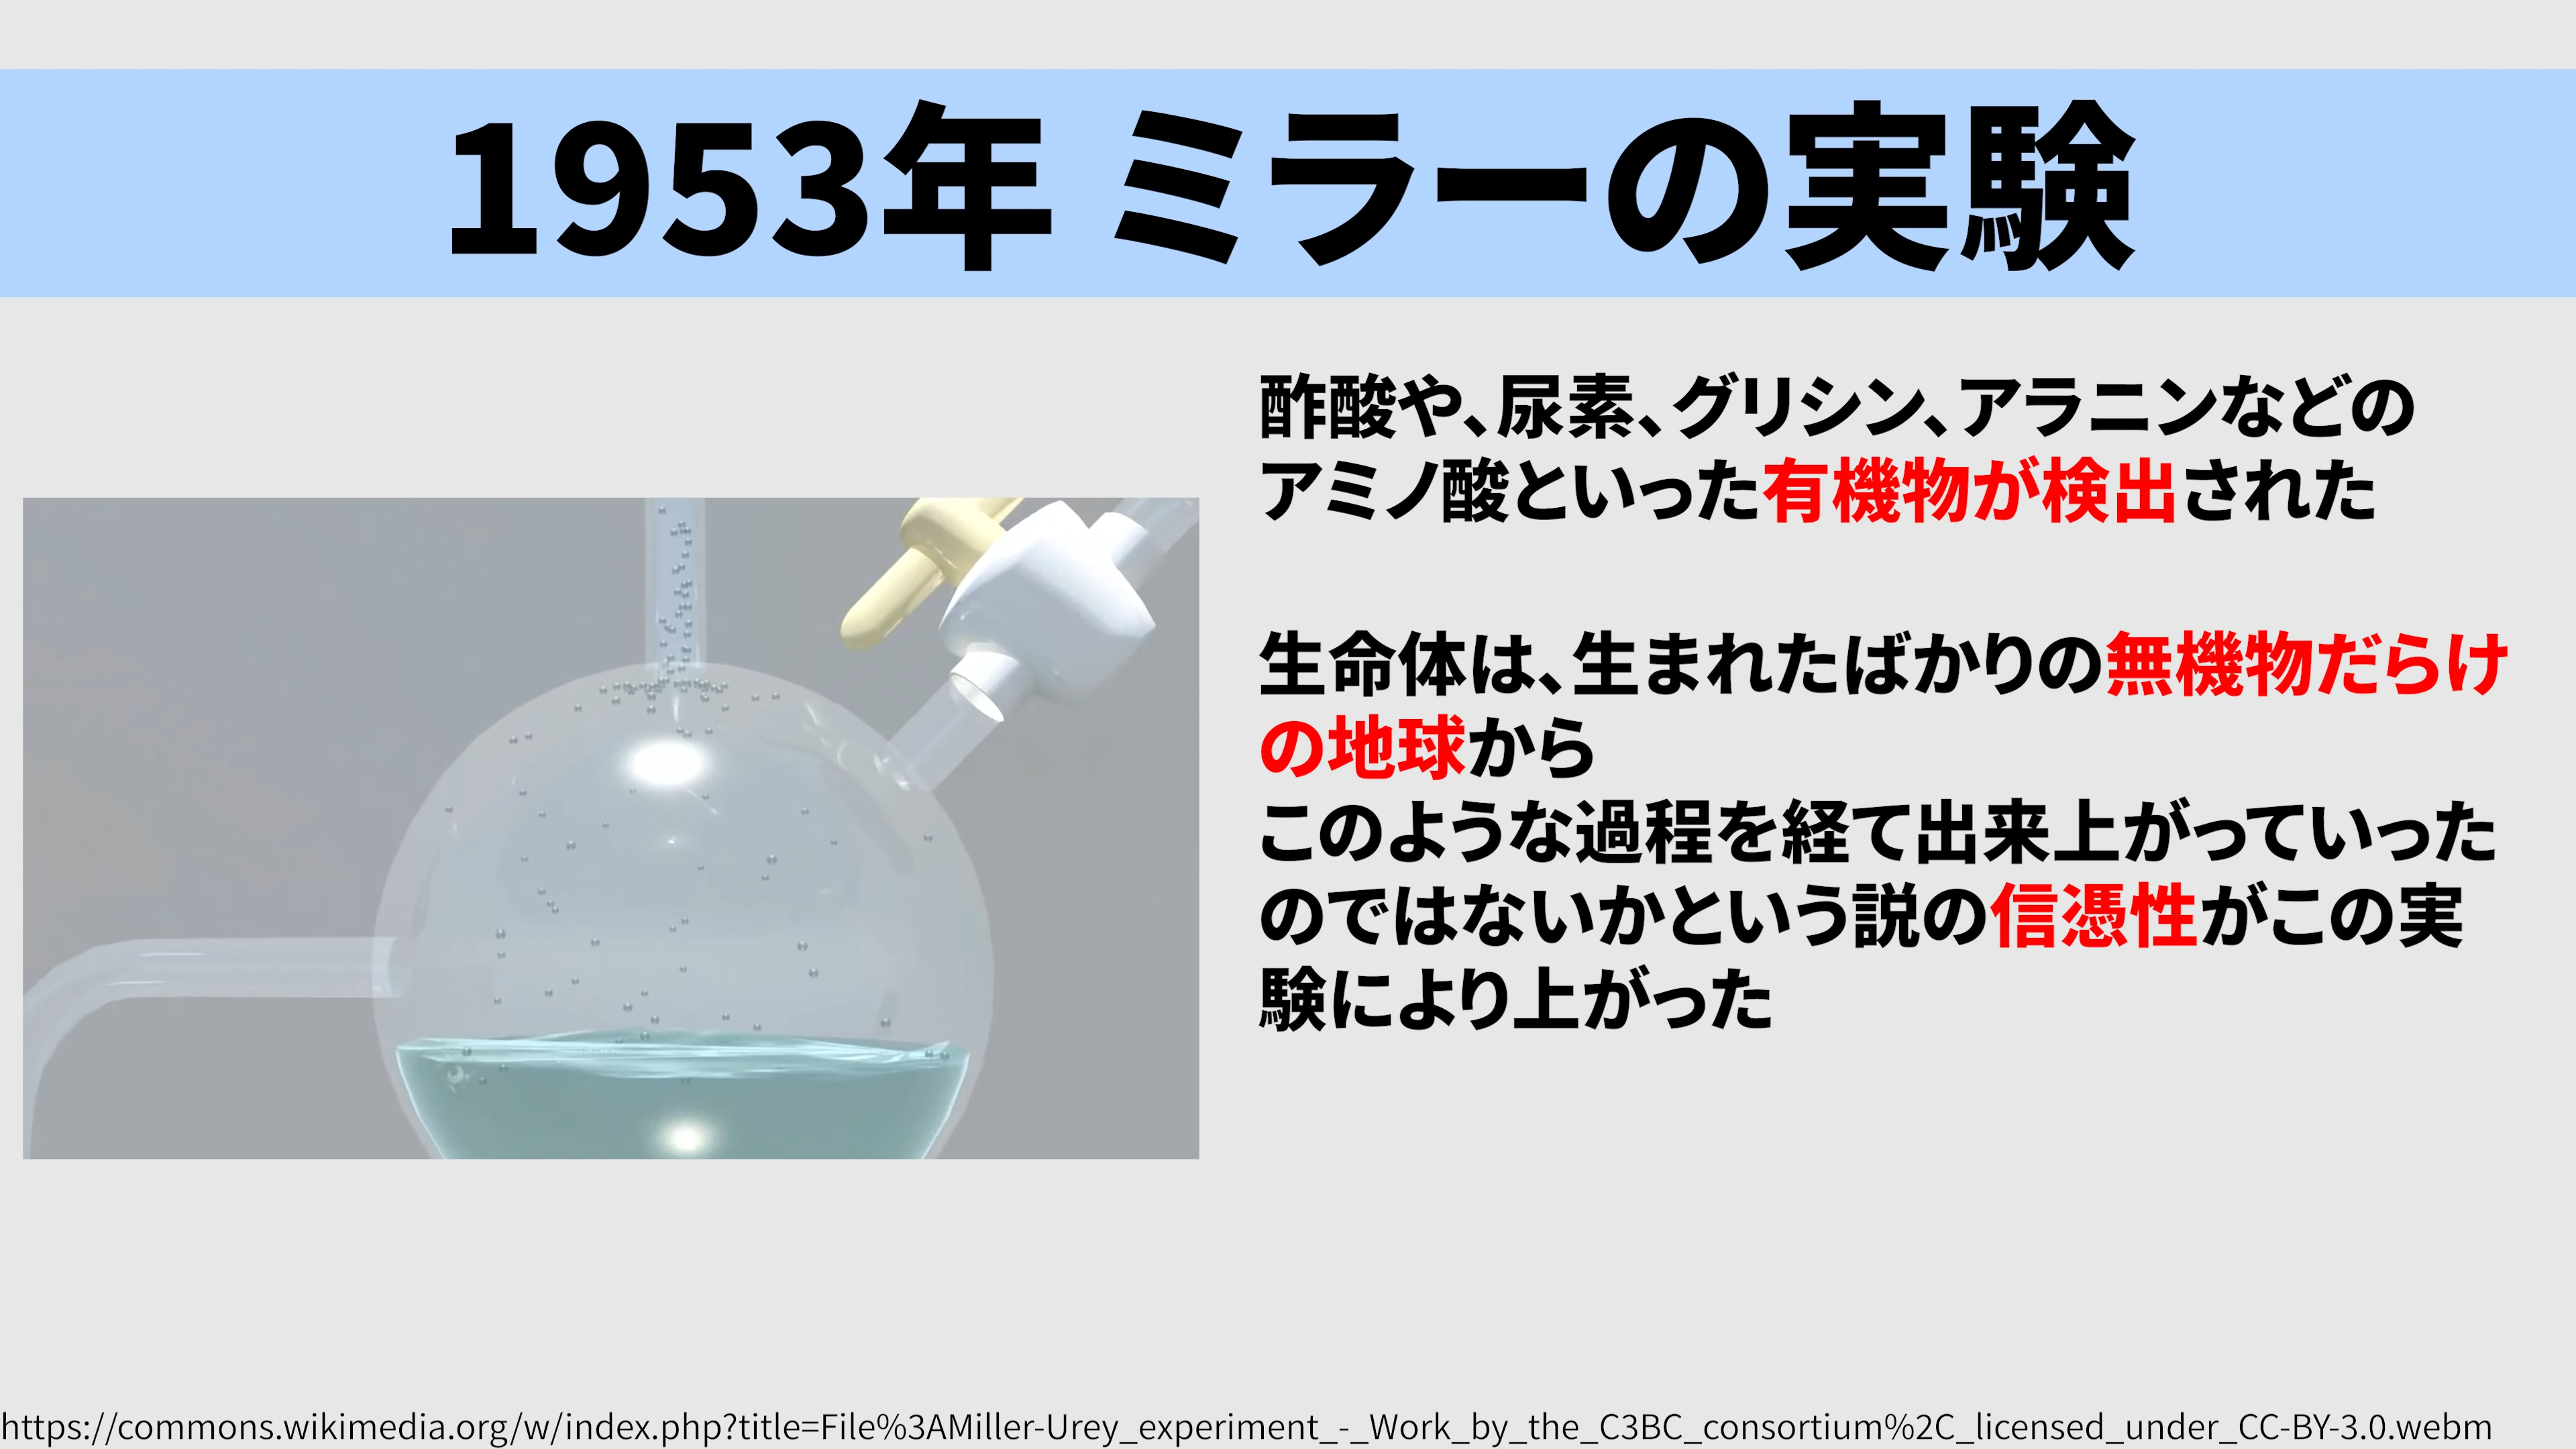 1953年 ミラーの実験
酢酸や、尿素、グリシン、アラニンなどの
アミノ酸といった有機物が検出された
生命体は、生まれたばかりの無機物だらけ
の地球から
このような過程を経て出来上がっていった
のではないかという説の信憑性がこの実
験により上がった
https://commons.wikimedia.org/w/index.php?title=File%3AMiller-Urey_experiment_-_Work_by_the_C3BC_consortium%2C_licensed_under_CC-BY-3.0.webm